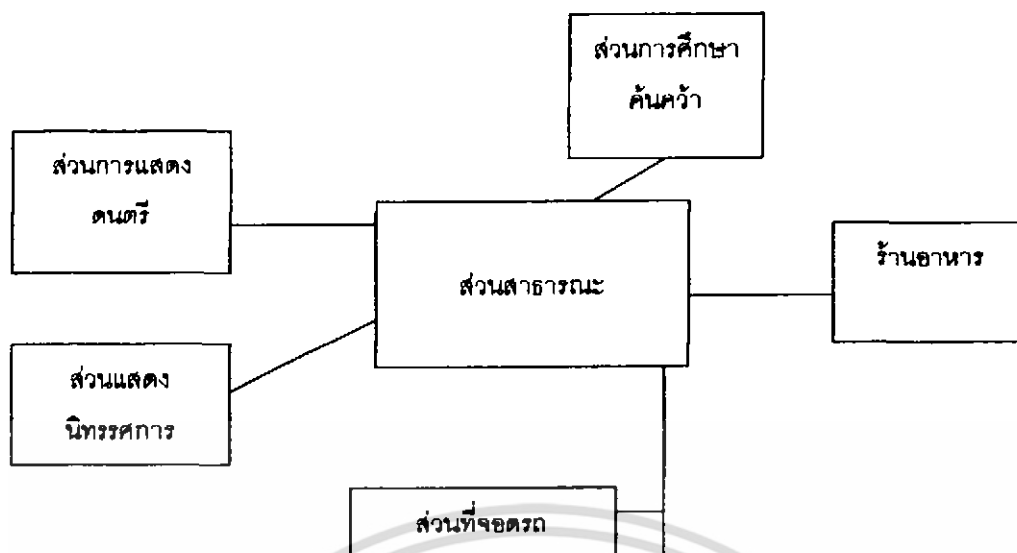 ส่วนการศึกษา
ค้นคว้า
ส่วนการแสดง
ดนตรี
ส่วนสาธารณะ
ร้านอาหาร
ส่วนแสดง
นิทรรศการ
ส่วนที่จอดรถ